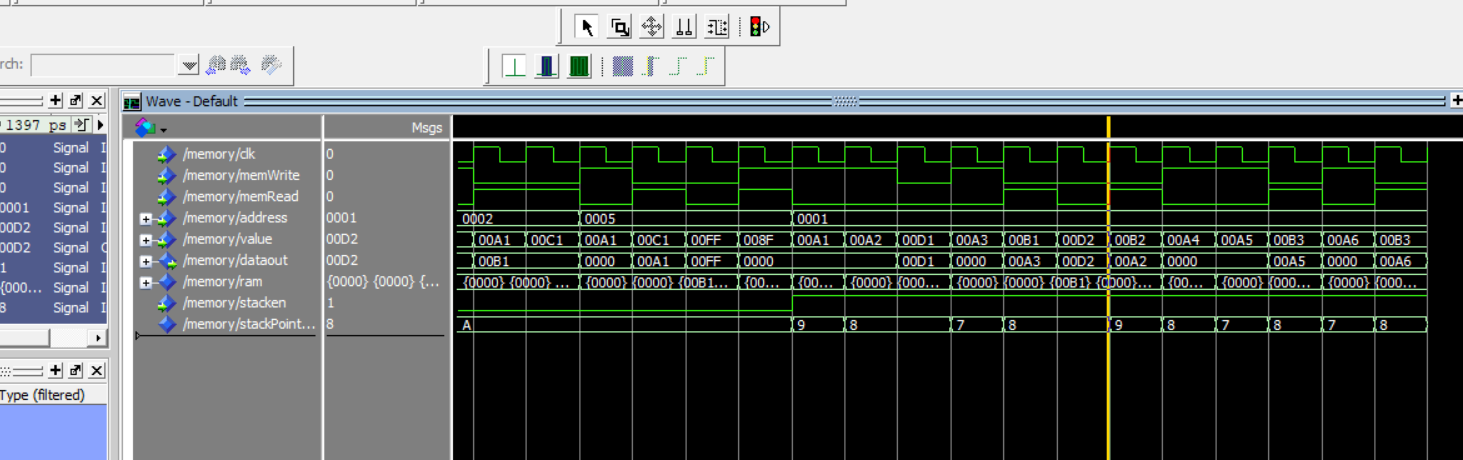 rch:
Wave - Default
1397 ps
Msgs
0 Signal I
/memory/clk 0
0 Signal I
/memory/memWrite 0
0 Signal I
/memory/memRead 0
0001 Signal I
/memory/address 0001 0002 0005 0001
00D2 Signal I
/memory/value 00D2 00A1 00C1 00A1 00C1 00FF 008F 00A1 00A2 00D1 00A3 00B1 00D2 00B2 00A4 00A5 00B3 00A6 00B3
00D2 Signal C
/memory/dataout 00D2 00B1 0000 00A1 00FF 0000 00D1 0000 00A3 00D2 00A2 0000 00A5 0000 00A6
1 Signal I
/memory/ram {0000} {0000} {... {0000} {0000} ... {0000} {0000} {00B1... {00... {0000} {000... {0000} {0000} {00B1} {0000}... {00... {0000} {000... {0000} {000...
{000... Signal I
/memory/stacken 1
8 Signal I
/memory/stackPoint... 8 A 9 8 7 8 9 8 7 8 7 8
Type (filtered)